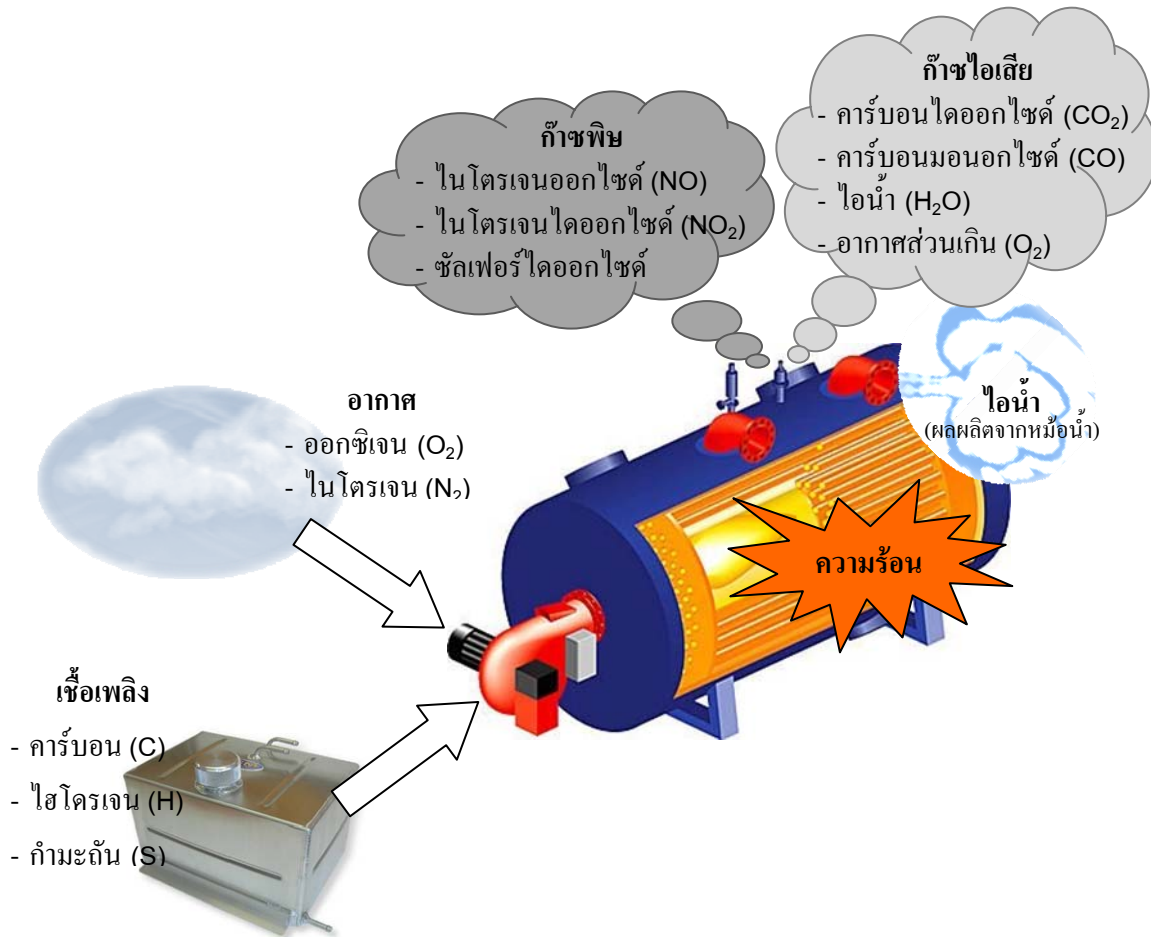 ก๊าซไอเสีย
- คาร์บอนไดออกไซด์ (CO₂)
- คาร์บอนมอนอกไซด์ (CO)
- ไอน้ำ (H₂O)
- อากาศส่วนเกิน (O₂)
ก๊าซพิษ
- ไนโตรเจนออกไซด์ (NO)
- ไนโตรเจนไดออกไซด์ (NO₂)
- ซัลเฟอร์ไดออกไซด์
ไอน้ำ
(ผลผลิตจากหม้อน้ำ)
อากาศ
- ออกซิเจน (O₂)
- ไนโตรเจน (N₂)
ความร้อน
เชื้อเพลิง
- คาร์บอน (C)
- ไฮโดรเจน (H)
- กำมะถัน (S)